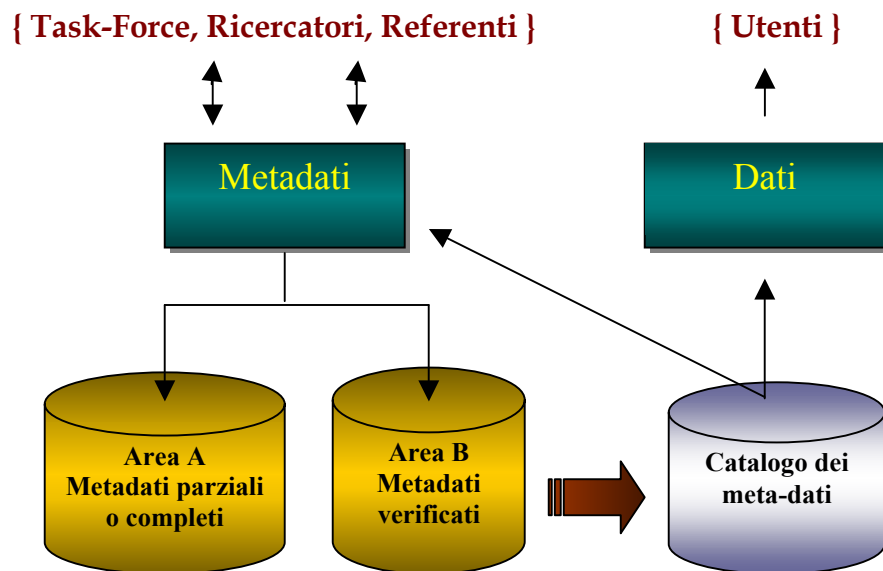 { Task-Force, Ricercatori, Referenti }
{ Utenti }
Metadati
Dati
Area A
Metadati parziali
o completi
Area B
Metadati
verificati
Catalogo dei
meta-dati